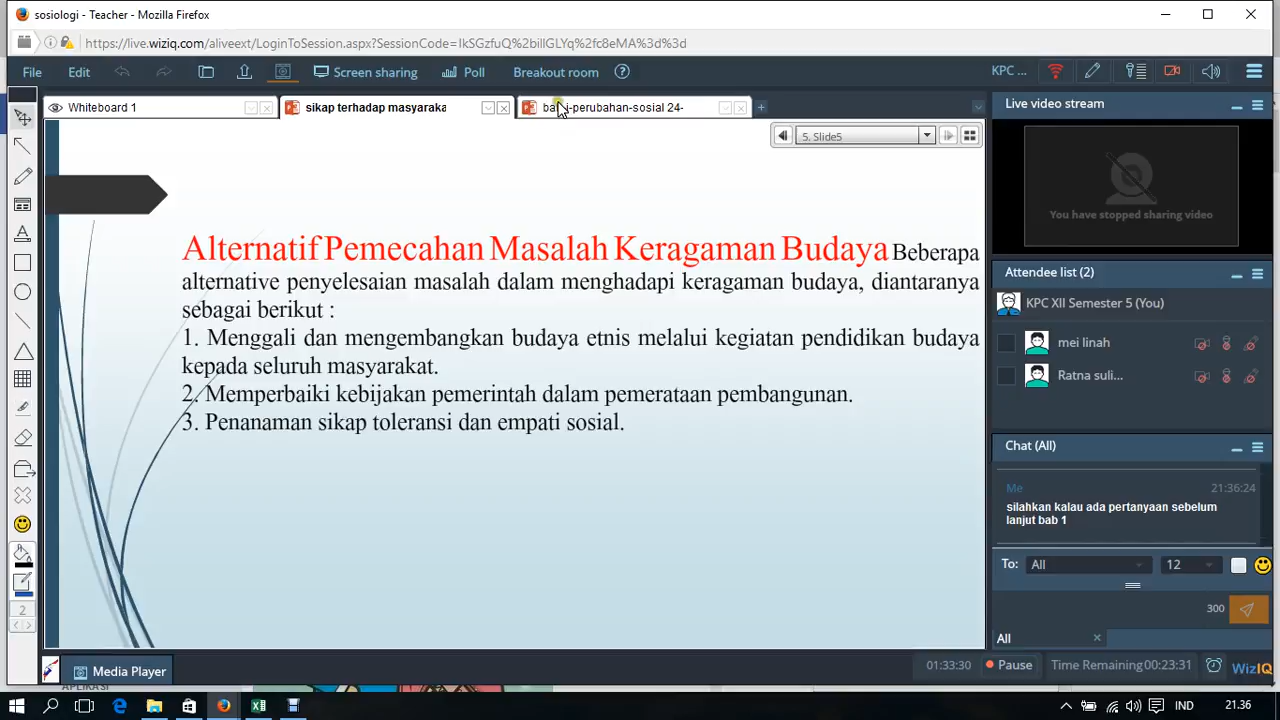 sosiologi - Teacher - Mozilla Firefox
https://live.wiziq.com/aliveext/LoginToSession.aspx?SessionCode=IkSGzfuQ%2billGLYq%2fc8eMA%3d%3d
File Edit Screen sharing Poll Breakout room ? KPC ...
Whiteboard 1 sikap terhadap masyaraka -perubahan-sosial 24-
5. Slide5
Alternatif Pemecahan Masalah Keragaman Budaya Beberapa
alternative penyelesaian masalah dalam menghadapi keragaman budaya, diantaranya
sebagai berikut :
1. Menggali dan mengembangkan budaya etnis melalui kegiatan pendidikan budaya
kepada seluruh masyarakat.
2. Memperbaiki kebijakan pemerintah dalam pemerataan pembangunan.
3. Penanaman sikap toleransi dan empati sosial.
Live video stream
You have stopped sharing video
Attendee list (2)
KPC XII Semester 5 (You)
mei linah
Ratna suli...
Chat (All)
Me 21:36:24
silahkan kalau ada pertanyaan sebelum
lanjut bab 1
To: All 12
300
All
2
Media Player 01:33:30 Pause Time Remaining 00:23:31 WizIQ
APLIKASI
IND 21.36